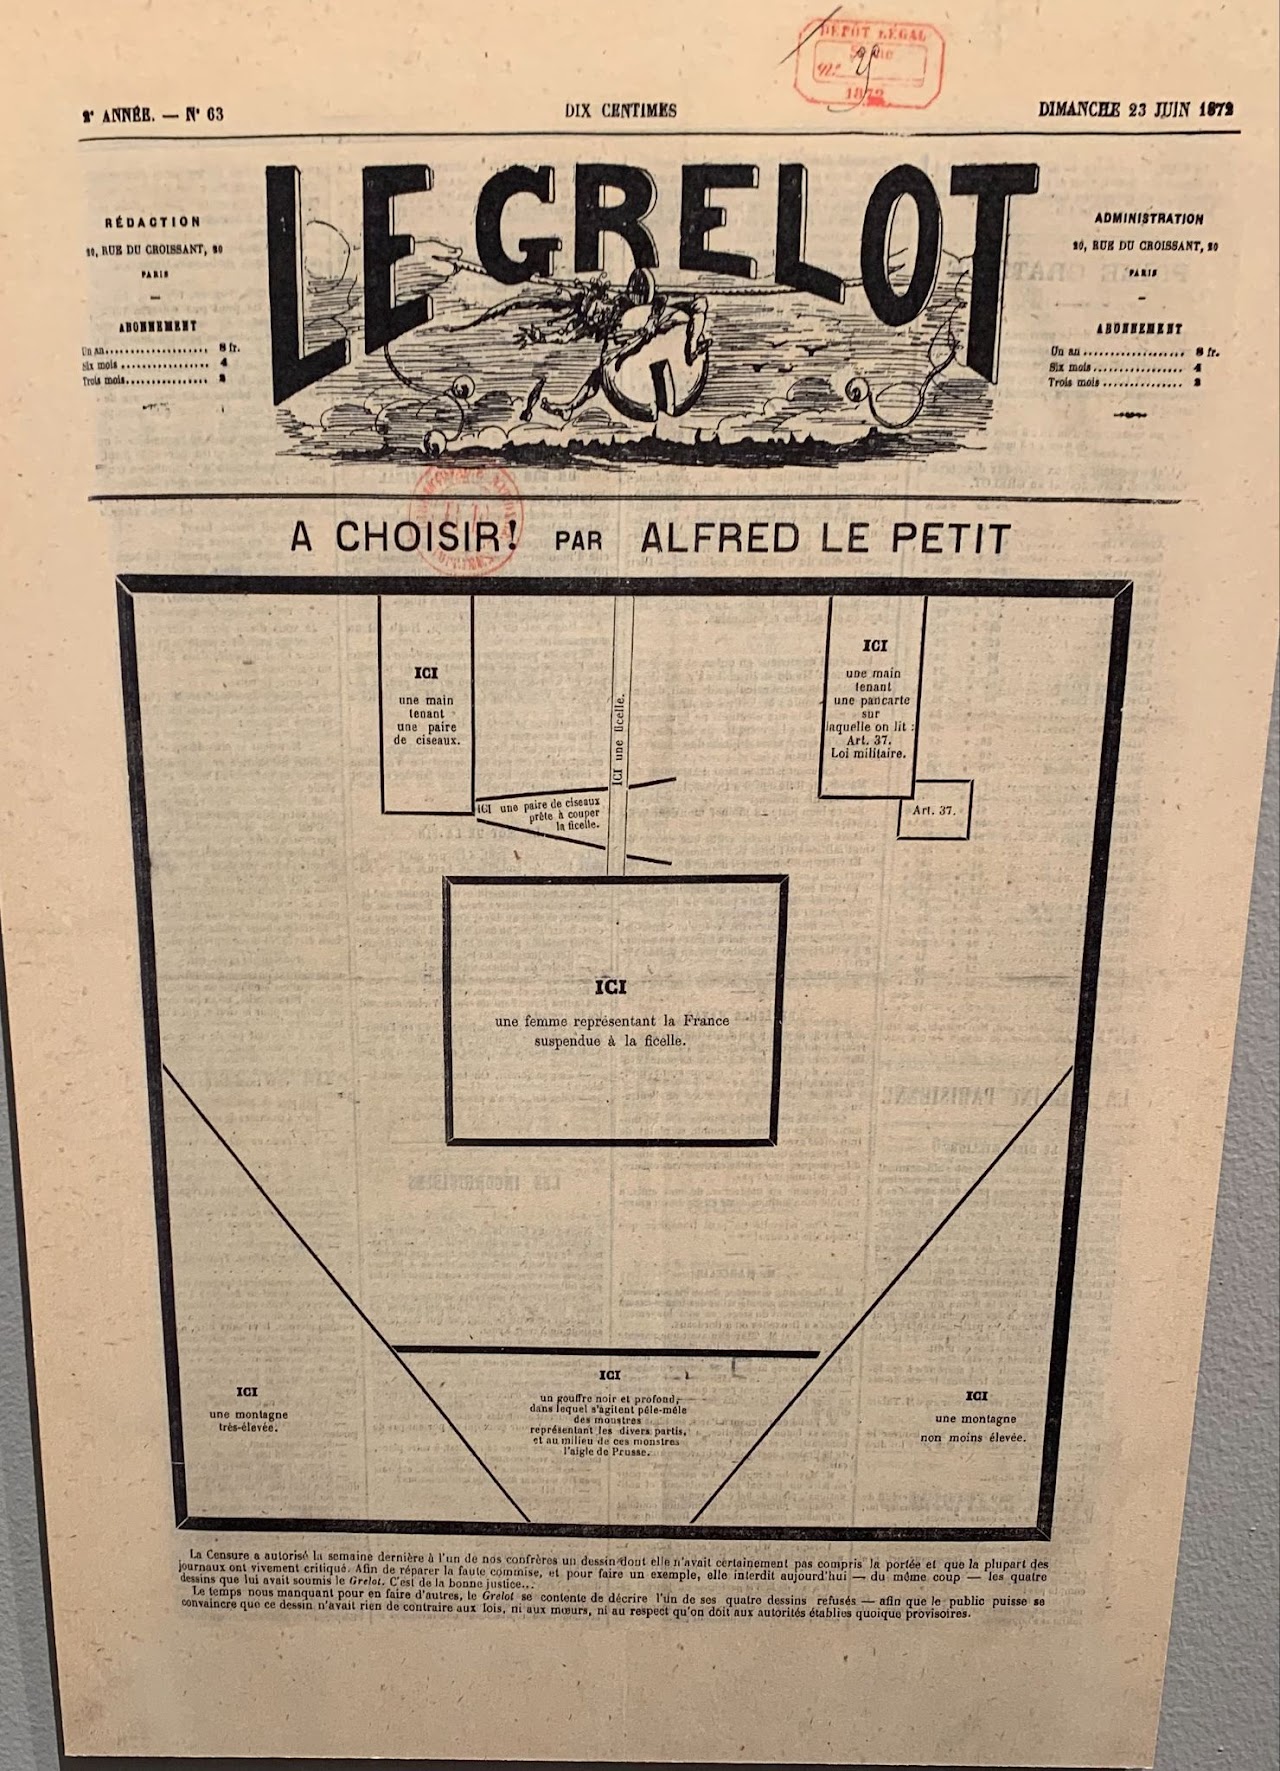 DÉPOT LÉGAL
Seine
1872
2e ANNÉE. — No 63
DIX CENTIMES
DIMANCHE 23 JUIN 1872
LE GRELOT
RÉDACTION
20, RUE DU CROISSANT, 20
PARIS
ABONNEMENT
Un an................... 8 fr.
Six mois ................ 4
Trois mois............... 2
ADMINISTRATION
20, RUE DU CROISSANT, 20
PARIS
ABONNEMENT
Un an ................... 8 fr.
Six mois ................. 4
Trois mois ............... 2
A CHOISIR! PAR ALFRED LE PETIT
ICI
une main
tenant
une paire
de ciseaux.
ICI une ficelle.
ICI
une main
tenant
une pancarte
sur
laquelle on lit :
Art. 37.
Loi militaire.
ICI une paire de ciseaux
prête à couper
la ficelle.
Art. 37.
ICI
une femme représentant la France
suspendue à la ficelle.
ICI
une montagne
très-élevée.
ICI
un gouffre noir et profond,
dans lequel s'agitent pêle-mêle
des monstres
représentant les divers partis,
et au milieu de ces monstres
l'aigle de Prusse.
ICI
une montagne
non moins élevée.
La Censure a autorisé la semaine dernière à l'un de nos confrères un dessin dont elle n'avait certainement pas compris la portée et que la plupart des
journaux ont vivement critiqué. Afin de réparer la faute commise, et pour faire un exemple, elle interdit aujourd'hui — du même coup — les quatre
dessins que lui avait soumis le Grelot. C'est de la bonne justice...
Le temps nous manquant pour en faire d'autres, le Grelot se contente de décrire l'un de ses quatre dessins refusés — afin que le public puisse se
convaincre que ce dessin n'avait rien de contraire aux lois, ni aux mœurs, ni au respect qu'on doit aux autorités établies quoique provisoires.